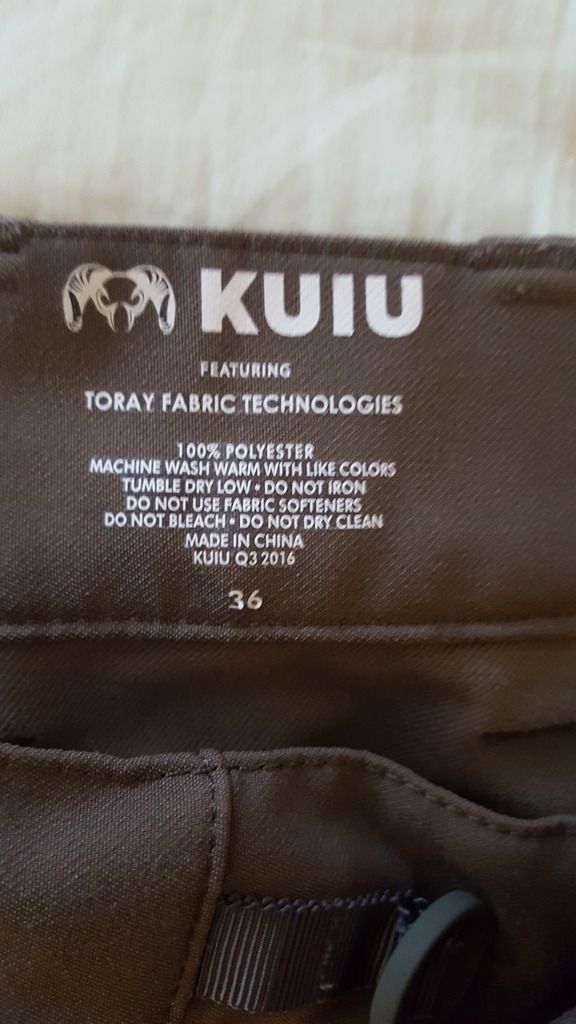 KUIU
FEATURING
TORAY FABRIC TECHNOLOGIES
100% POLYESTER
MACHINE WASH WARM WITH LIKE COLORS
TUMBLE DRY LOW • DO NOT IRON
DO NOT USE FABRIC SOFTENERS
DO NOT BLEACH • DO NOT DRY CLEAN
MADE IN CHINA
KUIU Q3 2016
36